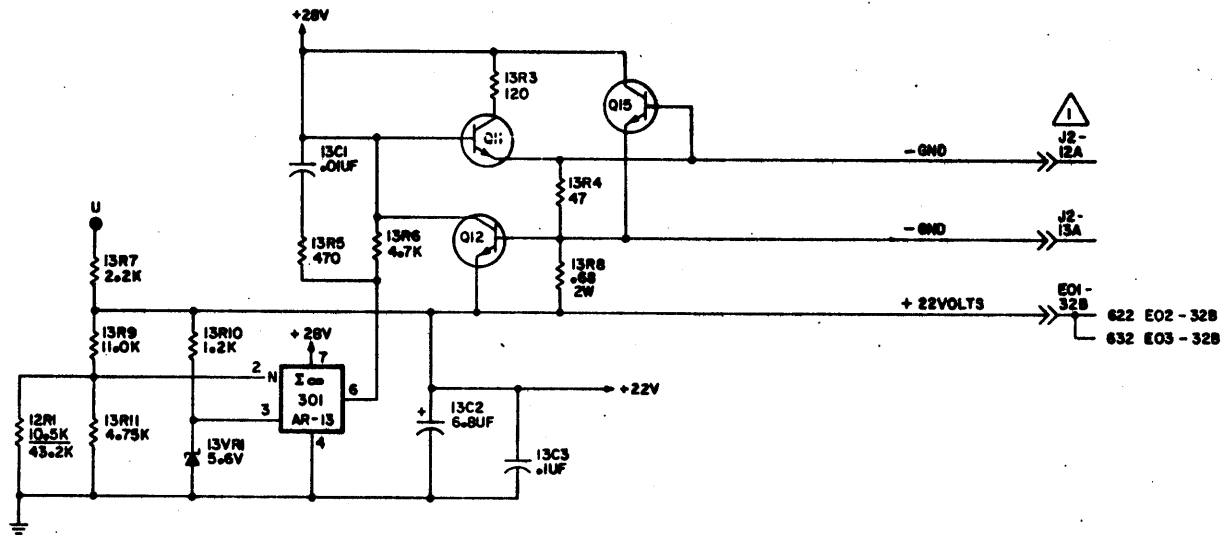 +28V
13R3
120
Q15
Q11
13C1
.01UF
-GND
1
J2-
12A
13R4
47
U
13R5
470
13R6
4.7K
Q12
-GND
J2-
13A
13R7
2.2K
13R8
.68
2W
+ 22VOLTS
E01-
32B
622 E02-32B
632 E03-32B
13R9
11.0K
13R10
1.2K
+28V
7
2 N
Σ∞
301
AR-13
6
3
4
+22V
12R1
10.5K
43.2K
13R11
4.75K
13VR1
5.6V
+
13C2
6.8UF
13C3
.1UF